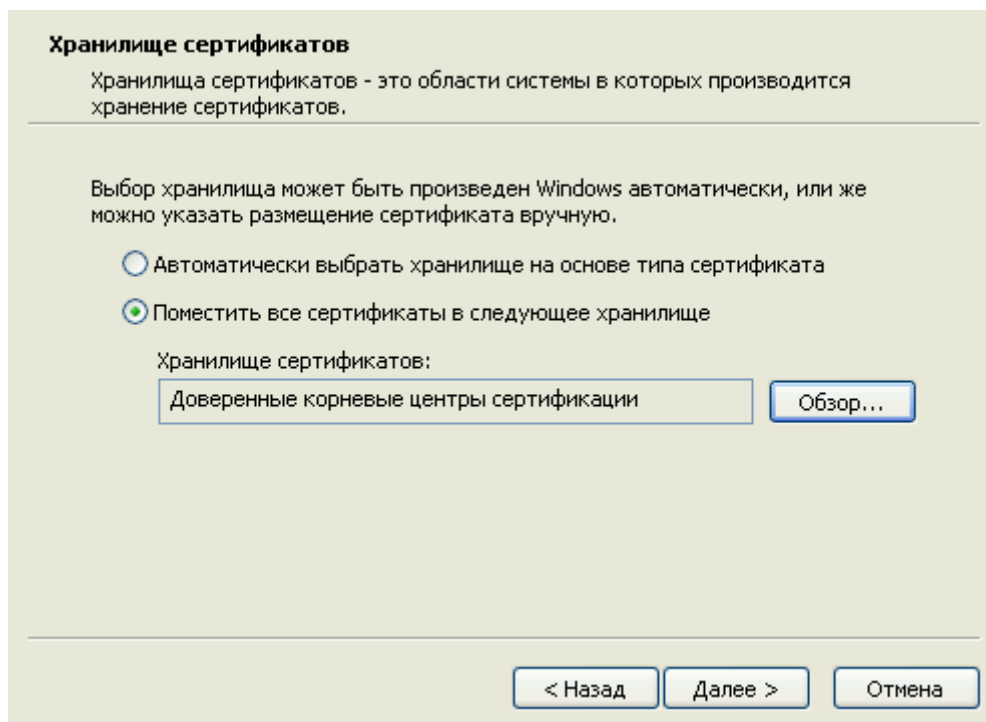 Хранилище сертификатов
Хранилища сертификатов - это области системы в которых производится
хранение сертификатов.
Выбор хранилища может быть произведен Windows автоматически, или же
можно указать размещение сертификата вручную.
Автоматически выбрать хранилище на основе типа сертификата
Поместить все сертификаты в следующее хранилище
Хранилище сертификатов:
Доверенные корневые центры сертификации
Обзор...
< Назад
Далее >
Отмена